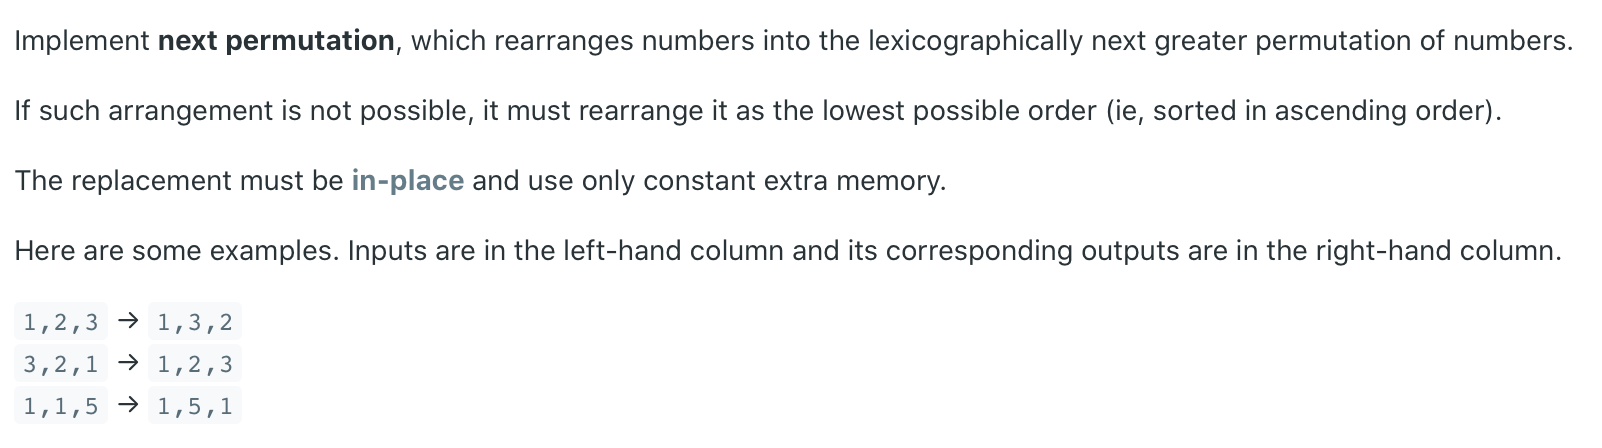 Implement next permutation, which rearranges numbers into the lexicographically next greater permutation of numbers.
If such arrangement is not possible, it must rearrange it as the lowest possible order (ie, sorted in ascending order).
The replacement must be in-place and use only constant extra memory.
Here are some examples. Inputs are in the left-hand column and its corresponding outputs are in the right-hand column.
1,2,3 → 1,3,2
3,2,1 → 1,2,3
1,1,5 → 1,5,1